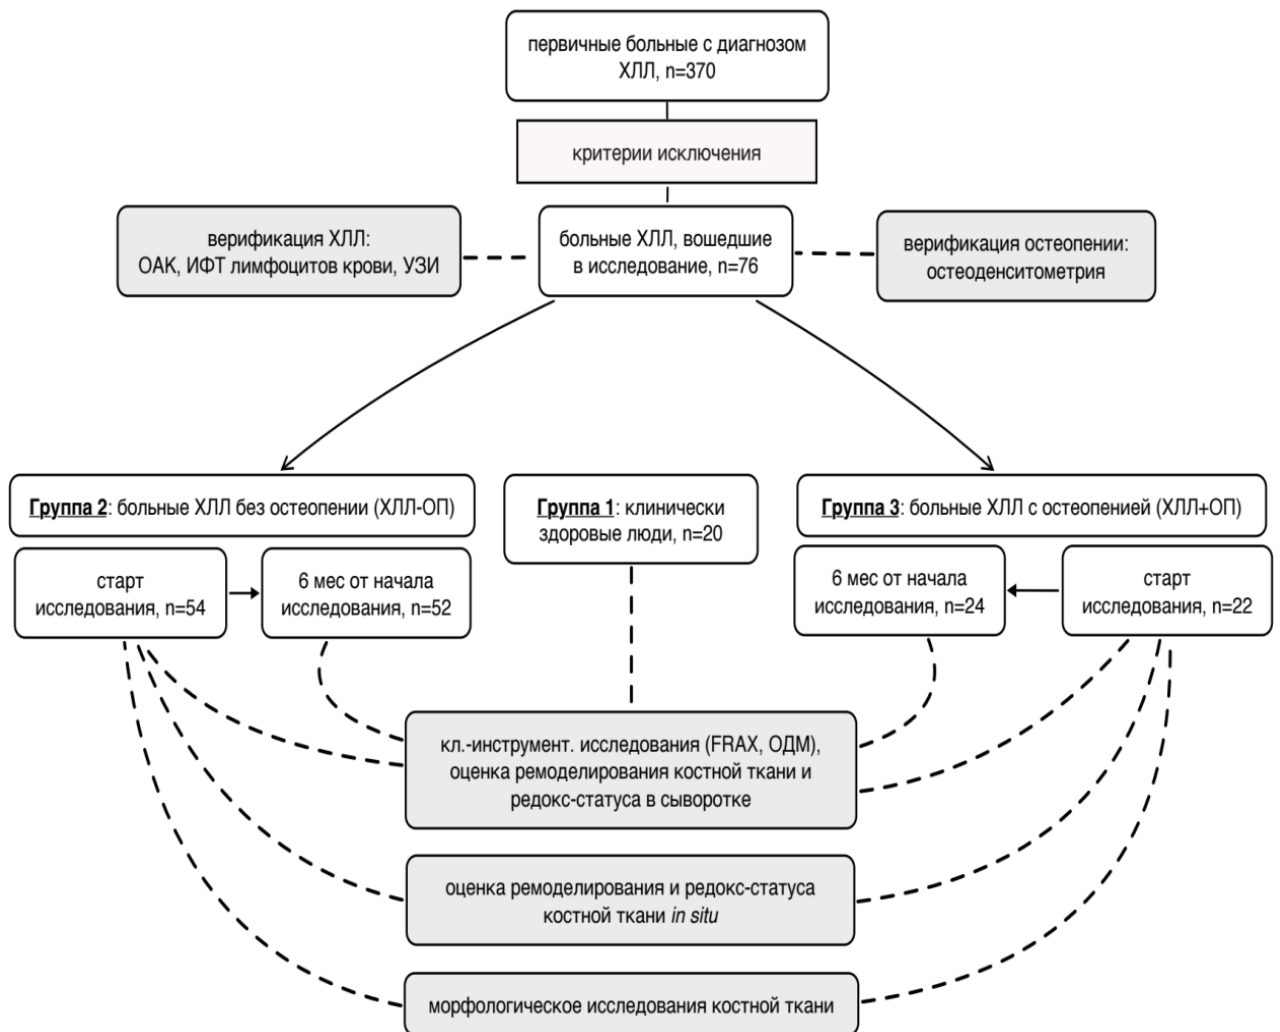 первичные больные с диагнозом
ХЛЛ, n=370
критерии исключения
верификация ХЛЛ:
ОАК, ИФТ лимфоцитов крови, УЗИ
больные ХЛЛ, вошедшие
в исследование, n=76
верификация остеопении:
остеоденситометрия
Группа 2: больные ХЛЛ без остеопении (ХЛЛ-ОП)
Группа 1: клинически
здоровые люди, n=20
Группа 3: больные ХЛЛ с остеопенией (ХЛЛ+ОП)
старт
исследования, n=54
6 мес от начала
исследования, n=52
6 мес от начала
исследования, n=24
старт
исследования, n=22
кл.-инструмент. исследования (FRAX, ОДМ),
оценка ремоделирования костной ткани и
редокс-статуса в сыворотке
оценка ремоделирования и редокс-статуса
костной ткани in situ
морфологическое исследования костной ткани